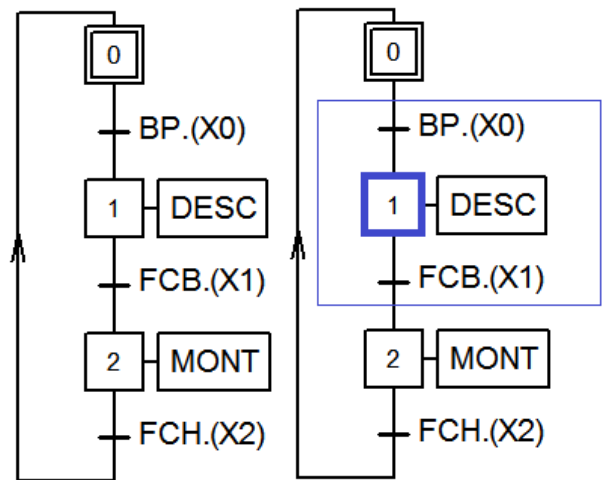 0
BP.(X0)
1 DESC
FCB.(X1)
2 MONT
FCH.(X2)
0
BP.(X0)
1 DESC
FCB.(X1)
2 MONT
FCH.(X2)